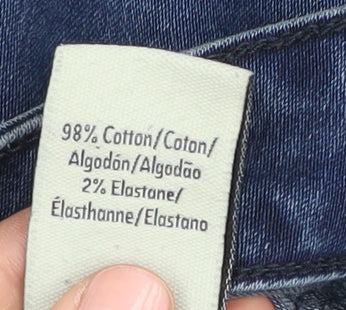 98% Cotton/Coton/
Algodón/Algodão
2% Elastane/
Élasthanne/Elastano